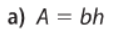 a) A = bh